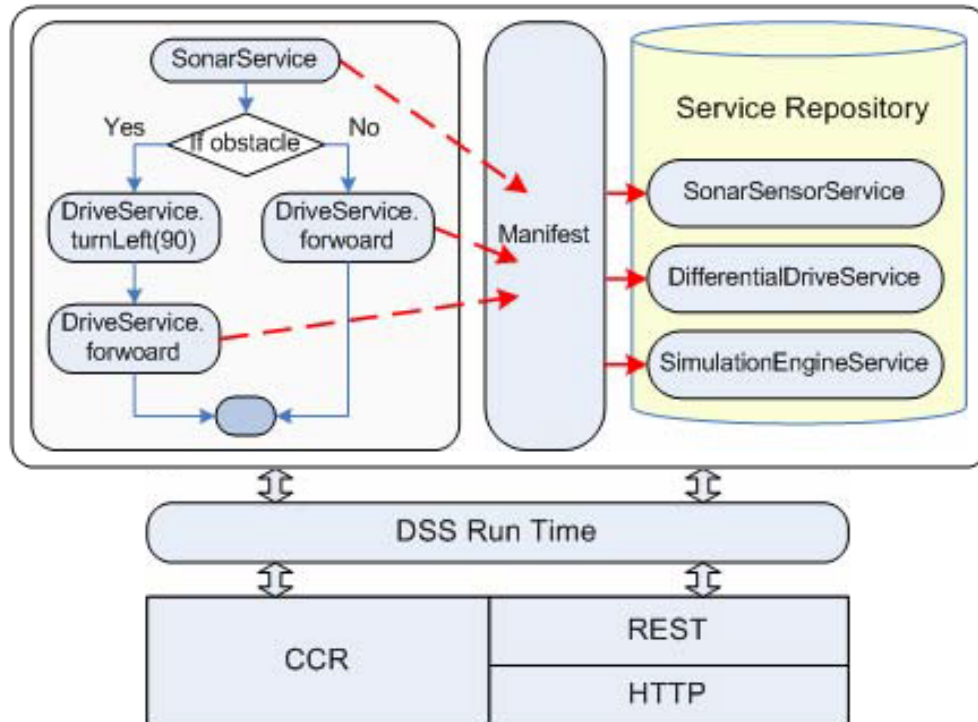 SonarService
Yes
If obstacle
No
DriveService.
turnLeft(90)
DriveService.
forwoard
DriveService.
forwoard
Manifest
Service Repository
SonarSensorService
DifferentialDriveService
SimulationEngineService
DSS Run Time
CCR
REST
HTTP